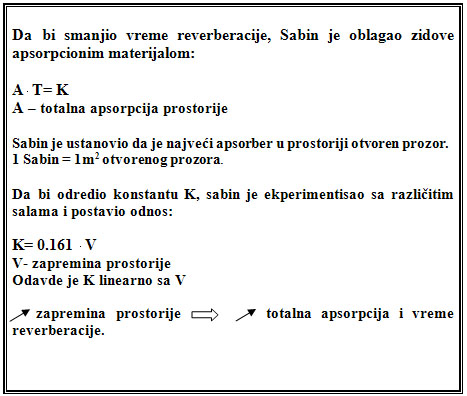 Da bi smanjio vreme reverberacije, Sabin je oblagao zidove
apsorpcionim materijalom:
A · T= K
A – totalna apsorpcija prostorije
Sabin je ustanovio da je najveći apsorber u prostoriji otvoren prozor.
1 Sabin = 1m² otvorenog prozora.
Da bi odredio konstantu K, sabin je ekperimentisao sa različitim
salama i postavio odnos:
K= 0.161 · V
V- zapremina prostorije
Odavde je K linearno sa V
zapremina prostorije totalna apsorpcija i vreme
reverberacije.